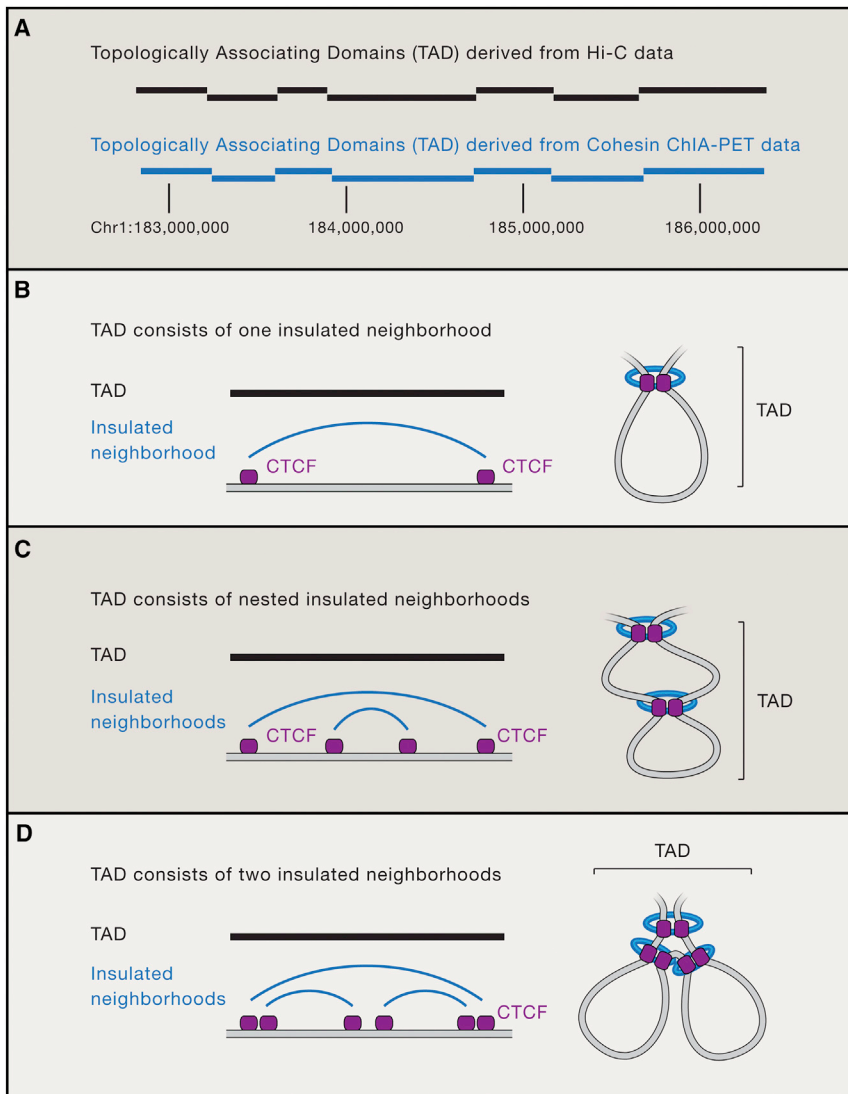 A
Topologically Associating Domains (TAD) derived from Hi-C data
Topologically Associating Domains (TAD) derived from Cohesin ChIA-PET data
Chr1:183,000,000 184,000,000 185,000,000 186,000,000
B
TAD consists of one insulated neighborhood
TAD
Insulated
neighborhood
CTCF CTCF
TAD
C
TAD consists of nested insulated neighborhoods
TAD
Insulated
neighborhoods
CTCF CTCF
TAD
D
TAD consists of two insulated neighborhoods
TAD
Insulated
neighborhoods
CTCF
TAD